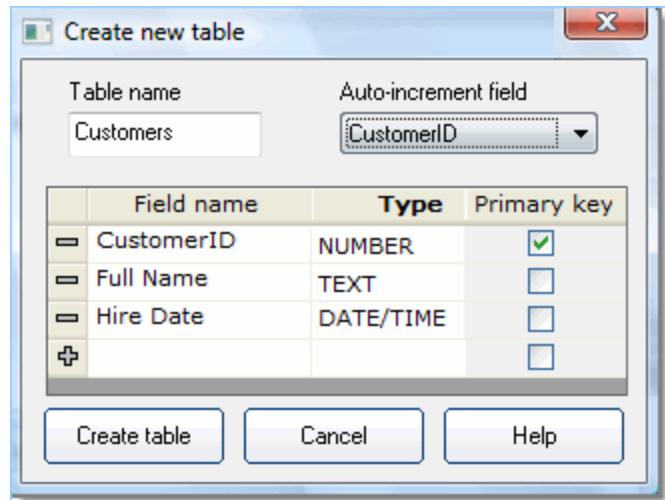 Create new table
Table name Auto-increment field
Customers CustomerID
Field name Type Primary key
CustomerID NUMBER
Full Name TEXT
Hire Date DATE/TIME
Create table Cancel Help